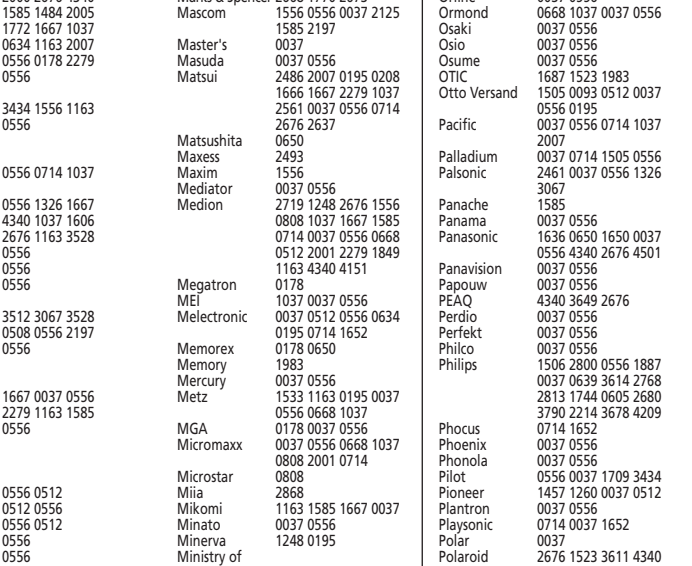 1585 1484 2005
1772 1667 1037
0634 1163 2007
0556 0178 2279
0556
3434 1556 1163
0556
0556 0714 1037
0556 1326 1667
4340 1037 1606
2676 1163 3528
0556
0556
0556
3512 3067 3528
0508 0556 2197
0556
1667 0037 0556
2279 1163 1585
0556
0556 0512
0512 0556
0556 0512
0556
0556
Marks & Spencer
Mascom 1556 0556 0037 2125
1585 2197
Master's 0037
Masuda 0037 0556
Matsui 2486 2007 0195 0208
1666 1667 2279 1037
2561 0037 0556 0714
2676 2637
Matsushita 0650
Maxess 2493
Maxim 1556
Mediator 0037 0556
Medion 2719 1248 2676 1556
0808 1037 1667 1585
0714 0037 0556 0668
0512 2001 2279 1849
1163 4340 4151
Megatron 0178
MEI 1037 0037 0556
Melectronic 0037 0512 0556 0634
0195 0714 1652
Memorex 0178 0650
Memory 1983
Mercury 0037 0556
Metz 1533 1163 0195 0037
0556 0668 1037
MGA 0178 0037 0556
Micromaxx 0037 0556 0668 1037
0808 2001 0714
Microstar 0808
Miia 2868
Mikomi 1163 1585 1667 0037
Minato 0037 0556
Minerva 1248 0195
Ministry of
Ormond 0668 1037 0037 0556
Osaki 0037 0556
Osio 0037 0556
Osume 0037 0556
OTIC 1687 1523 1983
Otto Versand 1505 0093 0512 0037
0556 0195
Pacific 0037 0556 0714 1037
2007
Palladium 0037 0714 1505 0556
Palsonic 2461 0037 0556 1326
3067
Panache 1585
Panama 0037 0556
Panasonic 1636 0650 1650 0037
0556 4340 2676 4501
Panavision 0037 0556
Papouw 0037 0556
PEAQ 4340 3649 2676
Perdio 0037 0556
Perfekt 0037 0556
Philco 0037 0556
Philips 1506 2800 0556 1887
0037 0639 3614 2768
2813 1744 0605 2680
3790 2214 3678 4209
Phocus 0714 1652
Phoenix 0037 0556
Phonola 0037 0556
Pilot 0556 0037 1709 3434
Pioneer 1457 1260 0037 0512
Plantron 0037 0556
Playsonic 0714 0037 1652
Polar 0037
Polaroid 2676 1523 3611 4340